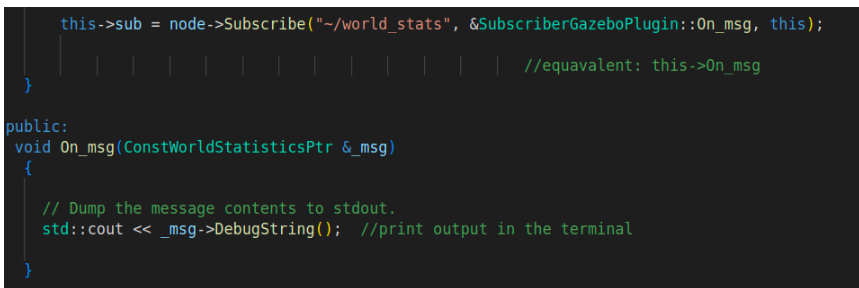 this->sub = node->Subscribe("~/world_stats", &SubscriberGazeboPlugin::On_msg, this);
//equavalent: this->On_msg
}
public:
void On_msg(ConstWorldStatisticsPtr &_msg)
{
// Dump the message contents to stdout.
std::cout << _msg->DebugString(); //print output in the terminal
}